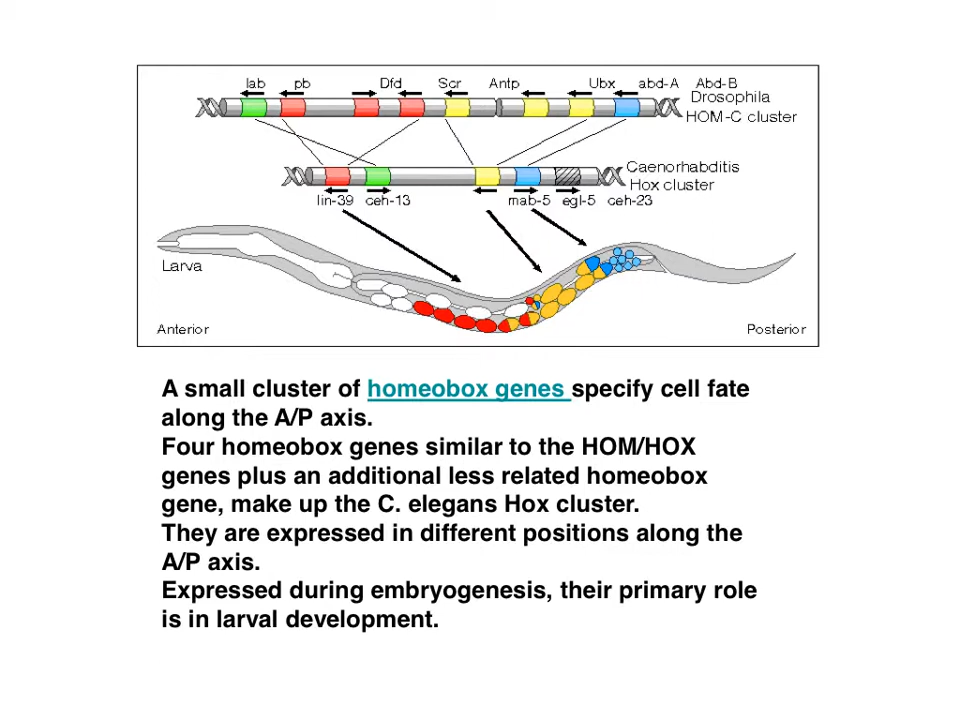 lab pb Dfd Scr Antp Ubx abd-A Abd-B
Drosophila
HOM-C cluster
Caenorhabditis
Hox cluster
lin-39 ceh-13 mab-5 egl-5 ceh-23
Larva
Anterior Posterior
A small cluster of homeobox genes specify cell fate
along the A/P axis.
Four homeobox genes similar to the HOM/HOX
genes plus an additional less related homeobox
gene, make up the C. elegans Hox cluster.
They are expressed in different positions along the
A/P axis.
Expressed during embryogenesis, their primary role
is in larval development.